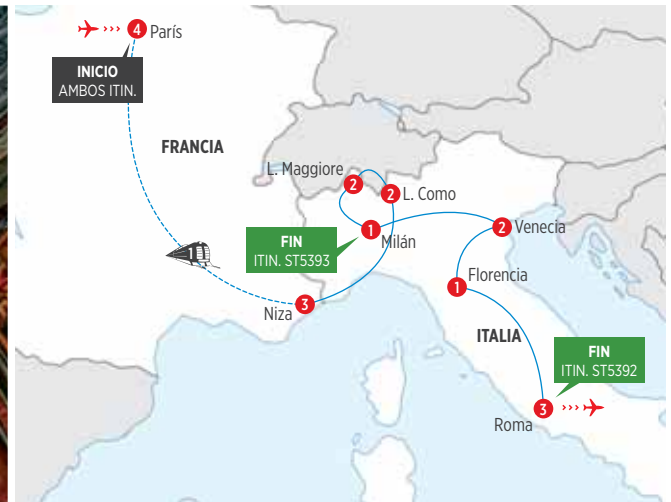 4 París
INICIO
AMBOS ITIN.
FRANCIA
L. Maggiore
2
2 L. Como
1
Milán
2 Venecia
FIN
ITIN. ST5393
Florencia
1
1
Niza 3
ITALIA
FIN
ITIN. ST5392
3
Roma